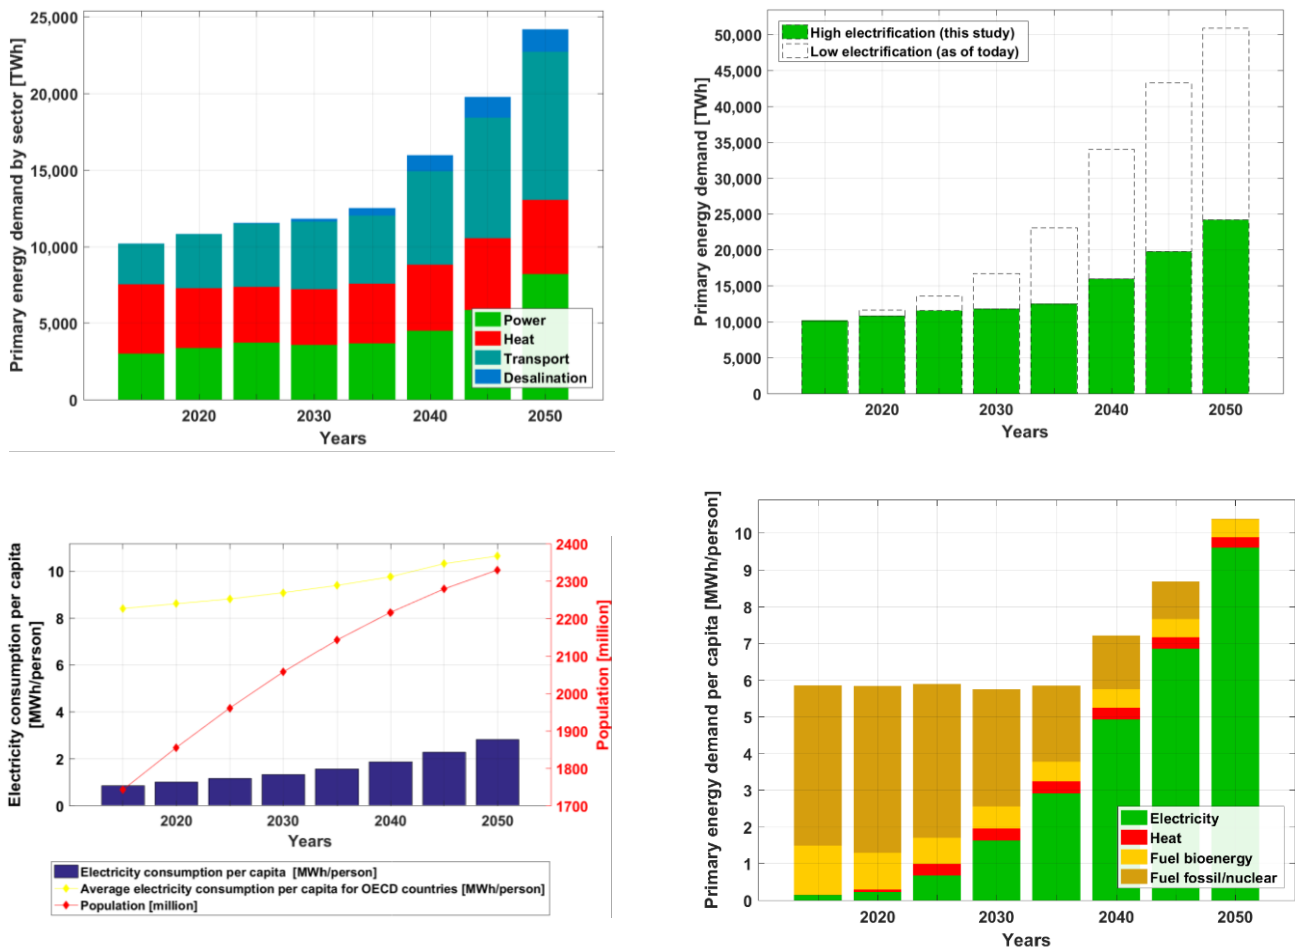 Primary energy demand by sector [TWh]
25,000
20,000
15,000
10,000
5,000
0
2020
2030
2040
2050
Years
Power
Heat
Transport
Desalination
Primary energy demand [TWh]
50,000
45,000
40,000
35,000
30,000
25,000
20,000
15,000
10,000
5,000
0
2020
2030
2040
2050
Years
High electrification (this study)
Low electrification (as of today)
Electricity consumption per capita
[MWh/person]
10
8
6
4
2
0
2020
2030
2040
2050
Years
2400
2300
2200
2100
2000
1900
1800
1700
Population [million]
Electricity consumption per capita [MWh/person]
Average electricity consumption per capita for OECD countries [MWh/person]
Population [million]
Primary energy demand per capita [MWh/person]
10
9
8
7
6
5
4
3
2
1
0
2020
2030
2040
2050
Years
Electricity
Heat
Fuel bioenergy
Fuel fossil/nuclear